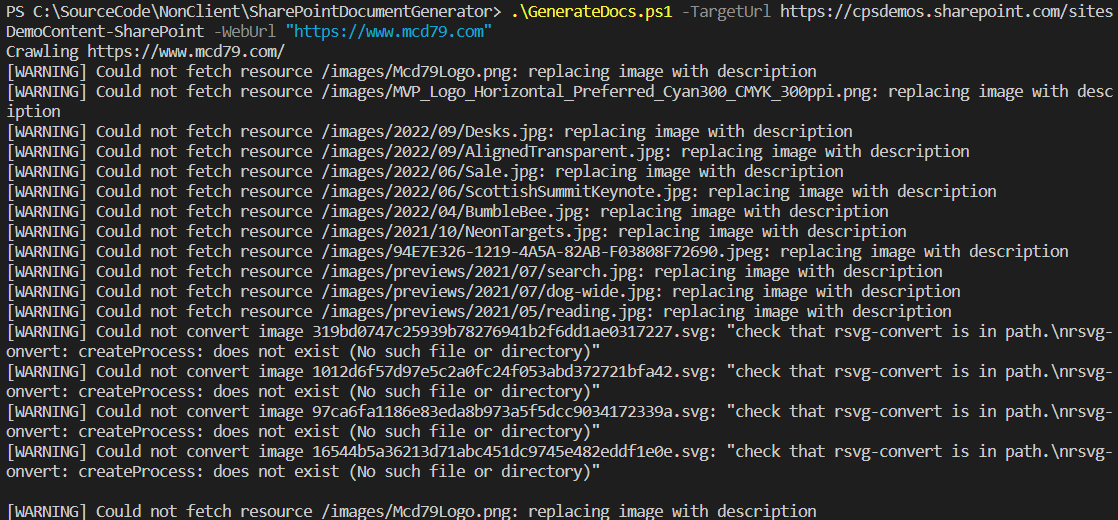 PS C:\SourceCode\NonClient\SharePointDocumentGenerator> .\GenerateDocs.ps1 -TargetUrl https://cpsdemos.sharepoint.com/sites
DemoContent-SharePoint -WebUrl "https://www.mcd79.com"
Crawling https://www.mcd79.com/
[WARNING] Could not fetch resource /images/Mcd79Logo.png: replacing image with description
[WARNING] Could not fetch resource /images/MVP_Logo_Horizontal_Preferred_Cyan300_CMYK_300ppi.png: replacing image with desc
iption
[WARNING] Could not fetch resource /images/2022/09/Desks.jpg: replacing image with description
[WARNING] Could not fetch resource /images/2022/09/AlignedTransparent.jpg: replacing image with description
[WARNING] Could not fetch resource /images/2022/06/Sale.jpg: replacing image with description
[WARNING] Could not fetch resource /images/2022/06/ScottishSummitKeynote.jpg: replacing image with description
[WARNING] Could not fetch resource /images/2022/04/BumbleBee.jpg: replacing image with description
[WARNING] Could not fetch resource /images/2021/10/NeonTargets.jpg: replacing image with description
[WARNING] Could not fetch resource /images/94E7E326-1219-4A5A-82AB-F03808F72690.jpeg: replacing image with description
[WARNING] Could not fetch resource /images/previews/2021/07/search.jpg: replacing image with description
[WARNING] Could not fetch resource /images/previews/2021/07/dog-wide.jpg: replacing image with description
[WARNING] Could not fetch resource /images/previews/2021/05/reading.jpg: replacing image with description
[WARNING] Could not convert image 319bd0747c25939b78276941b2f6dd1ae0317227.svg: "check that rsvg-convert is in path.\nrsvg-
onvert: createProcess: does not exist (No such file or directory)"
[WARNING] Could not convert image 1012d6f57d97e5c2a0fc24f053abd372721bfa42.svg: "check that rsvg-convert is in path.\nrsvg-
onvert: createProcess: does not exist (No such file or directory)"
[WARNING] Could not convert image 97ca6fa1186e83eda8b973a5f5dcc9034172339a.svg: "check that rsvg-convert is in path.\nrsvg-
onvert: createProcess: does not exist (No such file or directory)"
[WARNING] Could not convert image 16544b5a36213d71abc451dc9745e482eddf1e0e.svg: "check that rsvg-convert is in path.\nrsvg-
onvert: createProcess: does not exist (No such file or directory)"
[WARNING] Could not fetch resource /images/Mcd79Logo.png: replacing image with description